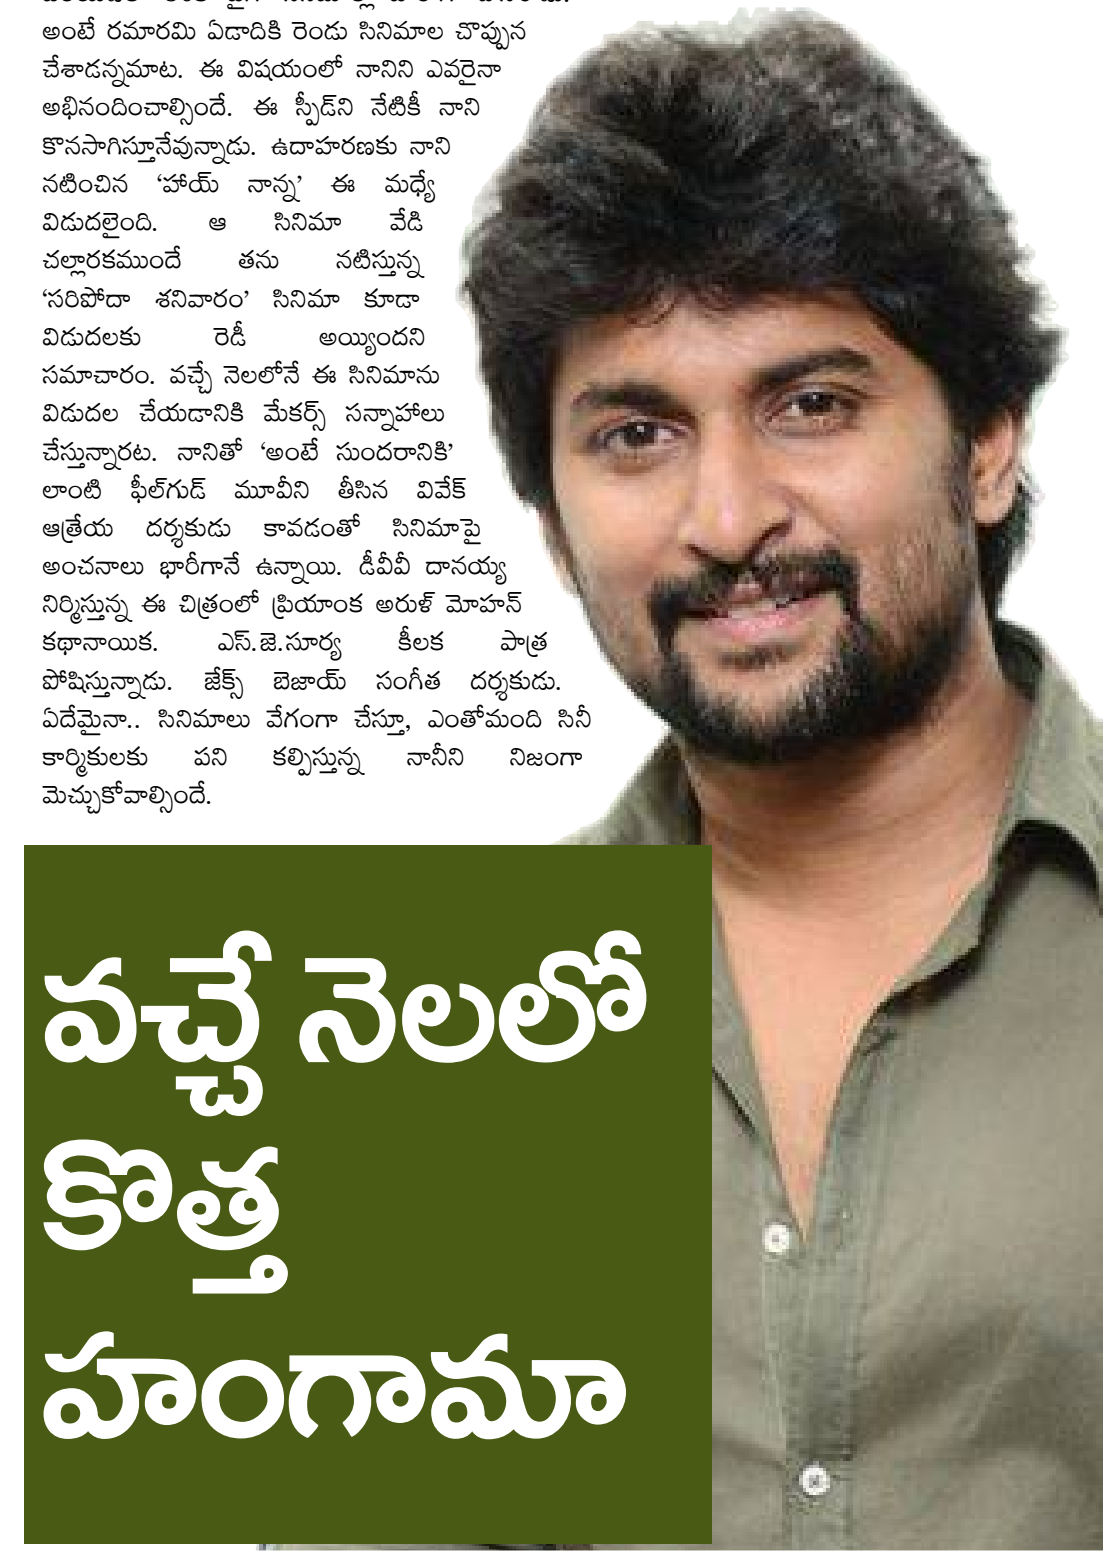 అంటే రమారమి ఏడాదికి రెండు సినిమాల చొప్పున
చేశాడన్నమాట. ఈ విషయంలో నానిని ఎవరైనా
అభినందించాల్సిందే. ఈ స్పీడ్‌ని నేటికీ నాని
కొనసాగిస్తూనేవున్నాడు. ఉదాహరణకు నాని
నటించిన ‘హాయ్ నాన్న’ ఈ మధ్యే
విడుదలైంది. ఆ సినిమా వేడి
చల్లారకముందే తను నటిస్తున్న
‘సరిపోదా శనివారం’ సినిమా కూడా
విడుదలకు రెడీ అయ్యిందని
సమాచారం. వచ్చే నెలలోనే ఈ సినిమాను
విడుదల చేయడానికి మేకర్స్ సన్నాహాలు
చేస్తున్నారట. నానితో ‘అంటే సుందరానికి’
లాంటి ఫీల్‌గుడ్ మూవీని తీసిన వివేక్
ఆత్రేయ దర్శకుడు కావడంతో సినిమాపై
అంచనాలు భారీగానే ఉన్నాయి. డీవీవీ దానయ్య
నిర్మిస్తున్న ఈ చిత్రంలో ప్రియాంక అరుళ్ మోహన్
కథానాయిక. ఎస్.జె.సూర్య కీలక పాత్ర
పోషిస్తున్నాడు. జేక్స్ బెజాయ్ సంగీత దర్శకుడు.
ఏదేమైనా.. సినిమాలు వేగంగా చేస్తూ, ఎంతోమంది సినీ
కార్మికులకు పని కల్పిస్తున్న నానీని నిజంగా
మెచ్చుకోవాల్సిందే.
వచ్చే నెలలో
కొత్త
హంగామా